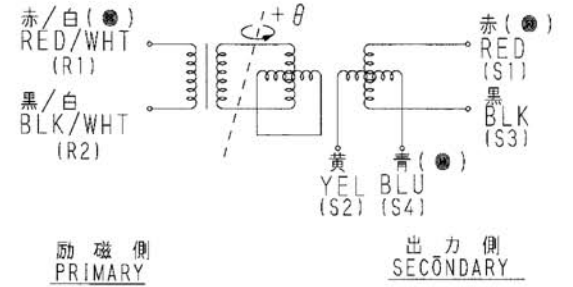 赤/白( )
RED/WHT
(R1)
黒/白
BLK/WHT
(R2)
+θ
赤( )
RED
(S1)
黒
BLK
(S3)
黄
YEL
(S2)
青( )
BLU
(S4)
励磁側
PRIMARY
出力側
SECŌNDARY